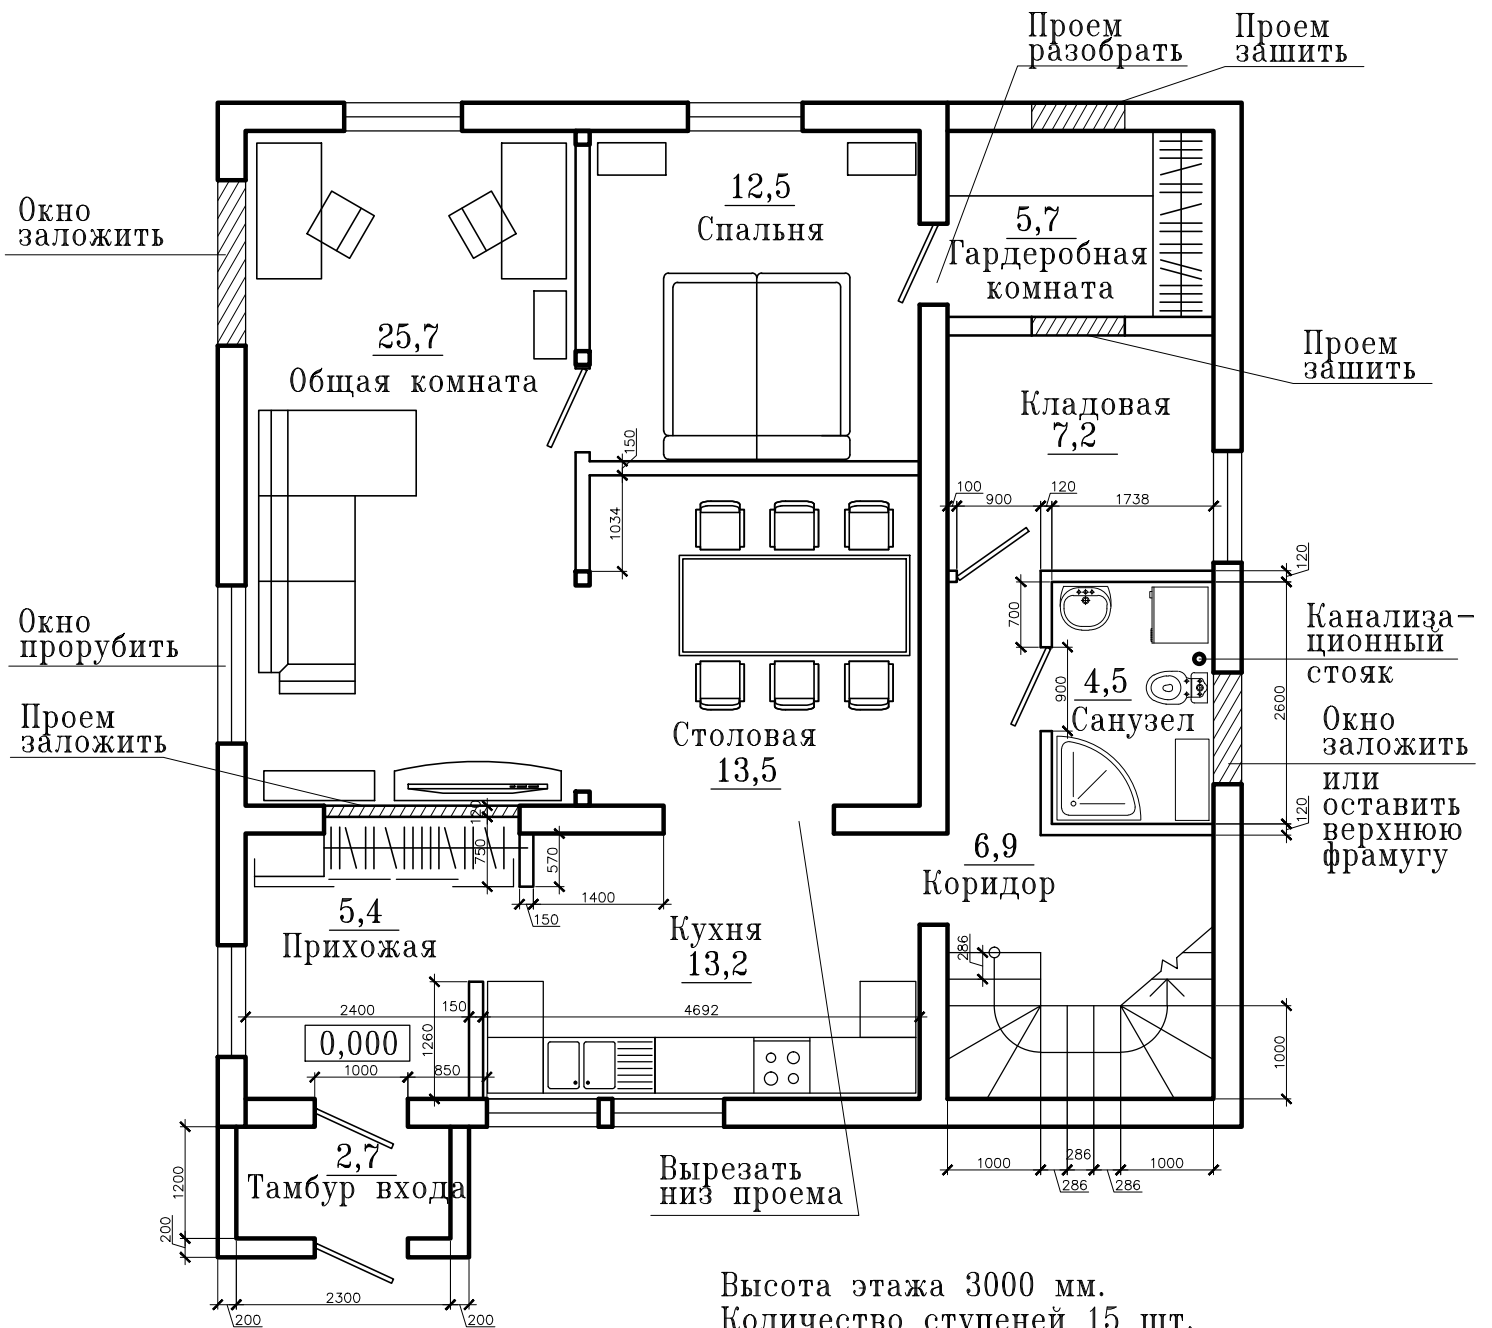 Проем
разобрать
Проем
зашить
Окно
заложить
12,5
Спальня
5,7
Гардеробная
комната
25,7
Общая комната
Проем
зашить
Кладовая
7,2
150
1034
100
900
120
1738
120
Окно
прорубить
700
Канализа-
ционный
стояк
900
4,5
Санузел
2600
Проем
заложить
Столовая
13,5
Окно
заложить
или
оставить
верхнюю
фрамугу
120
120
750
570
6,9
Коридор
1400
150
5,4
Прихожая
Кухня
13,2
286
2400
150
4692
0,000
1260
1000
1000
850
2,7
Тамбур входа
1200
200
Вырезать
низ проема
1000
286
1000
286
286
2300
200
200
Высота этажа 3000 мм.
Количество ступеней 15 шт.